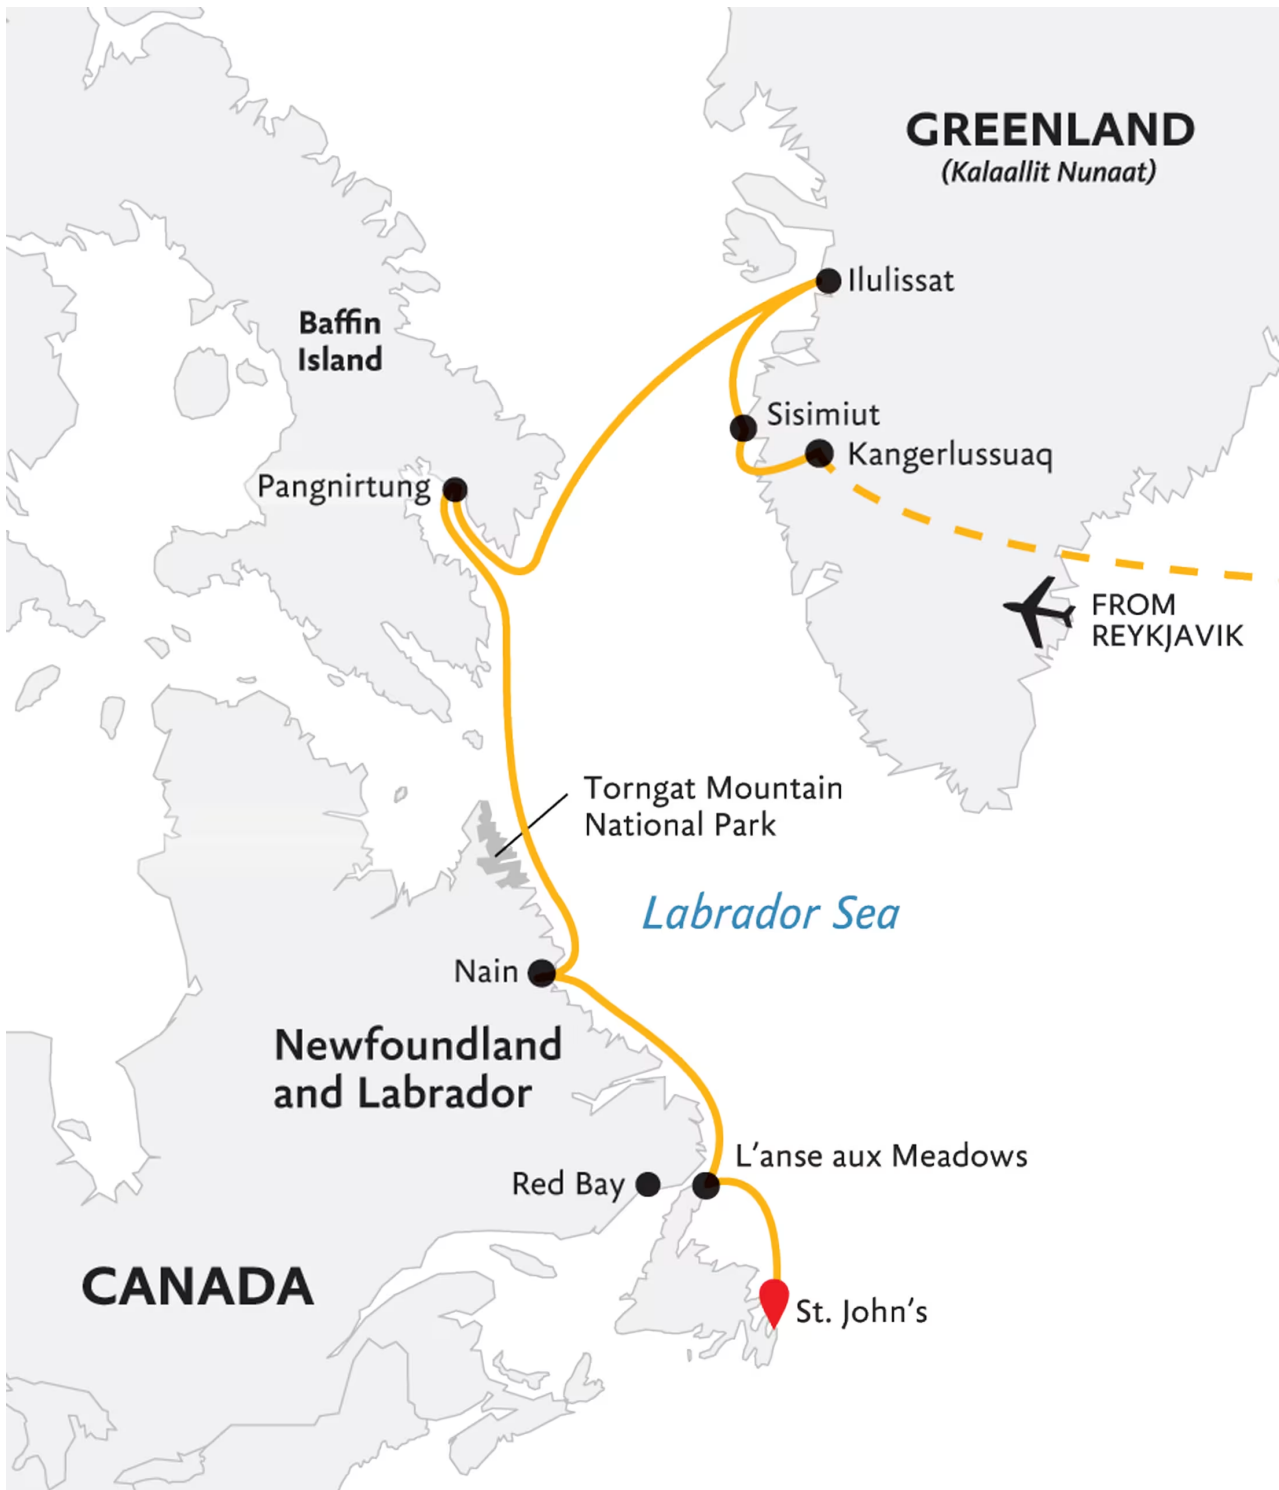 GREENLAND
(Kalaallit Nunaat)
Ilulissat
Baffin
Island
Sisimiut
Kangerlussuaq
Pangnirtung
FROM
REYKJAVIK
Torngat Mountain
National Park
Labrador Sea
Nain
Newfoundland
and Labrador
L'anse aux Meadows
Red Bay
CANADA
St. John's